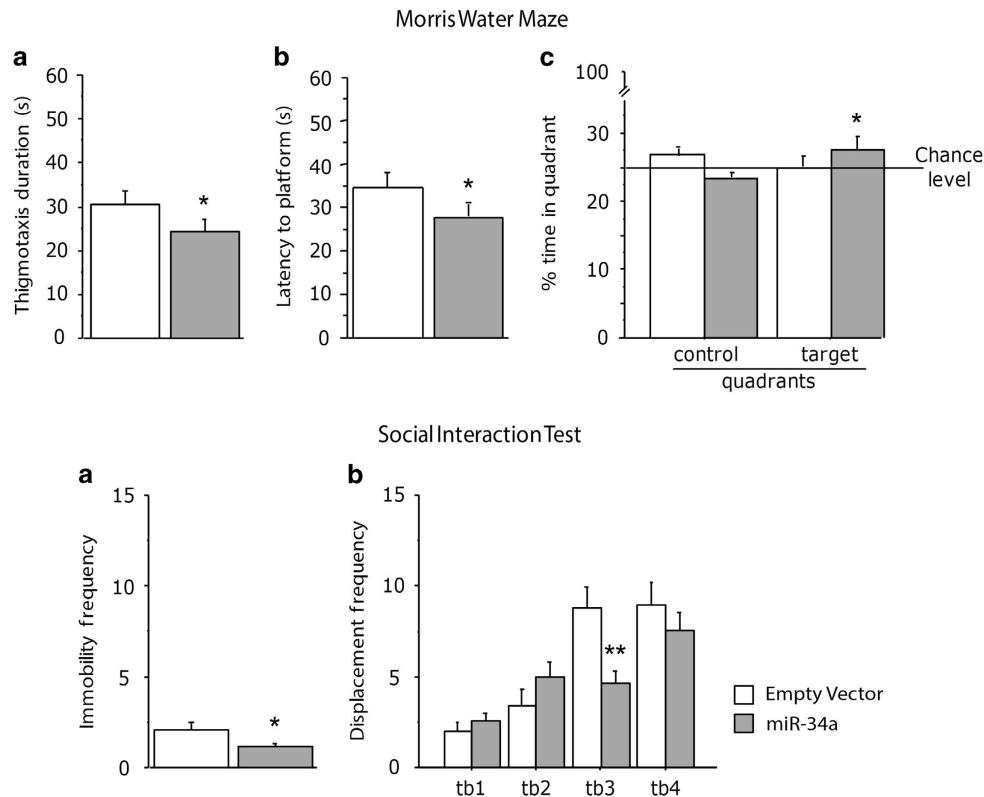 Morris Water Maze
a
Thigmotaxis duration (s)
60
50
40
30
20
10
0
*
b
Latency to platform (s)
60
50
40
30
20
10
0
*
c
% time in quadrant
100
30
20
10
0
*
Chance
level
control
target
quadrants
Social Interaction Test
a
Immobility frequency
15
10
5
0
*
b
Displacement frequency
15
10
5
0
**
tb1
tb2
tb3
tb4
Empty Vector
miR-34a